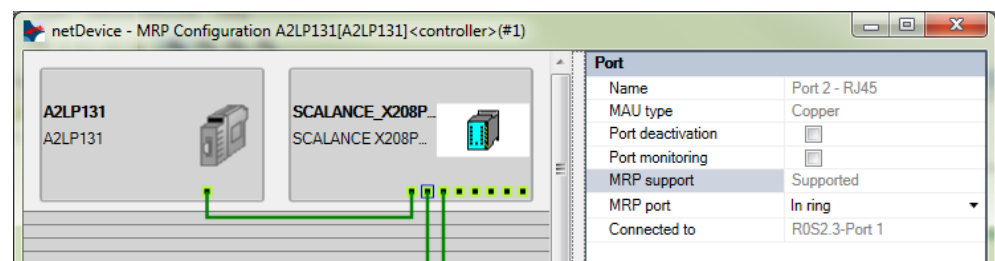 netDevice - MRP Configuration A2LP131[A2LP131]<controller>(#1)
A2LP131
A2LP131
SCALANCE_X208P...
SCALANCE X208P...
Port
Name Port 2 - RJ45
MAU type Copper
Port deactivation
Port monitoring
MRP support Supported
MRP port In ring
Connected to R0S2.3-Port 1